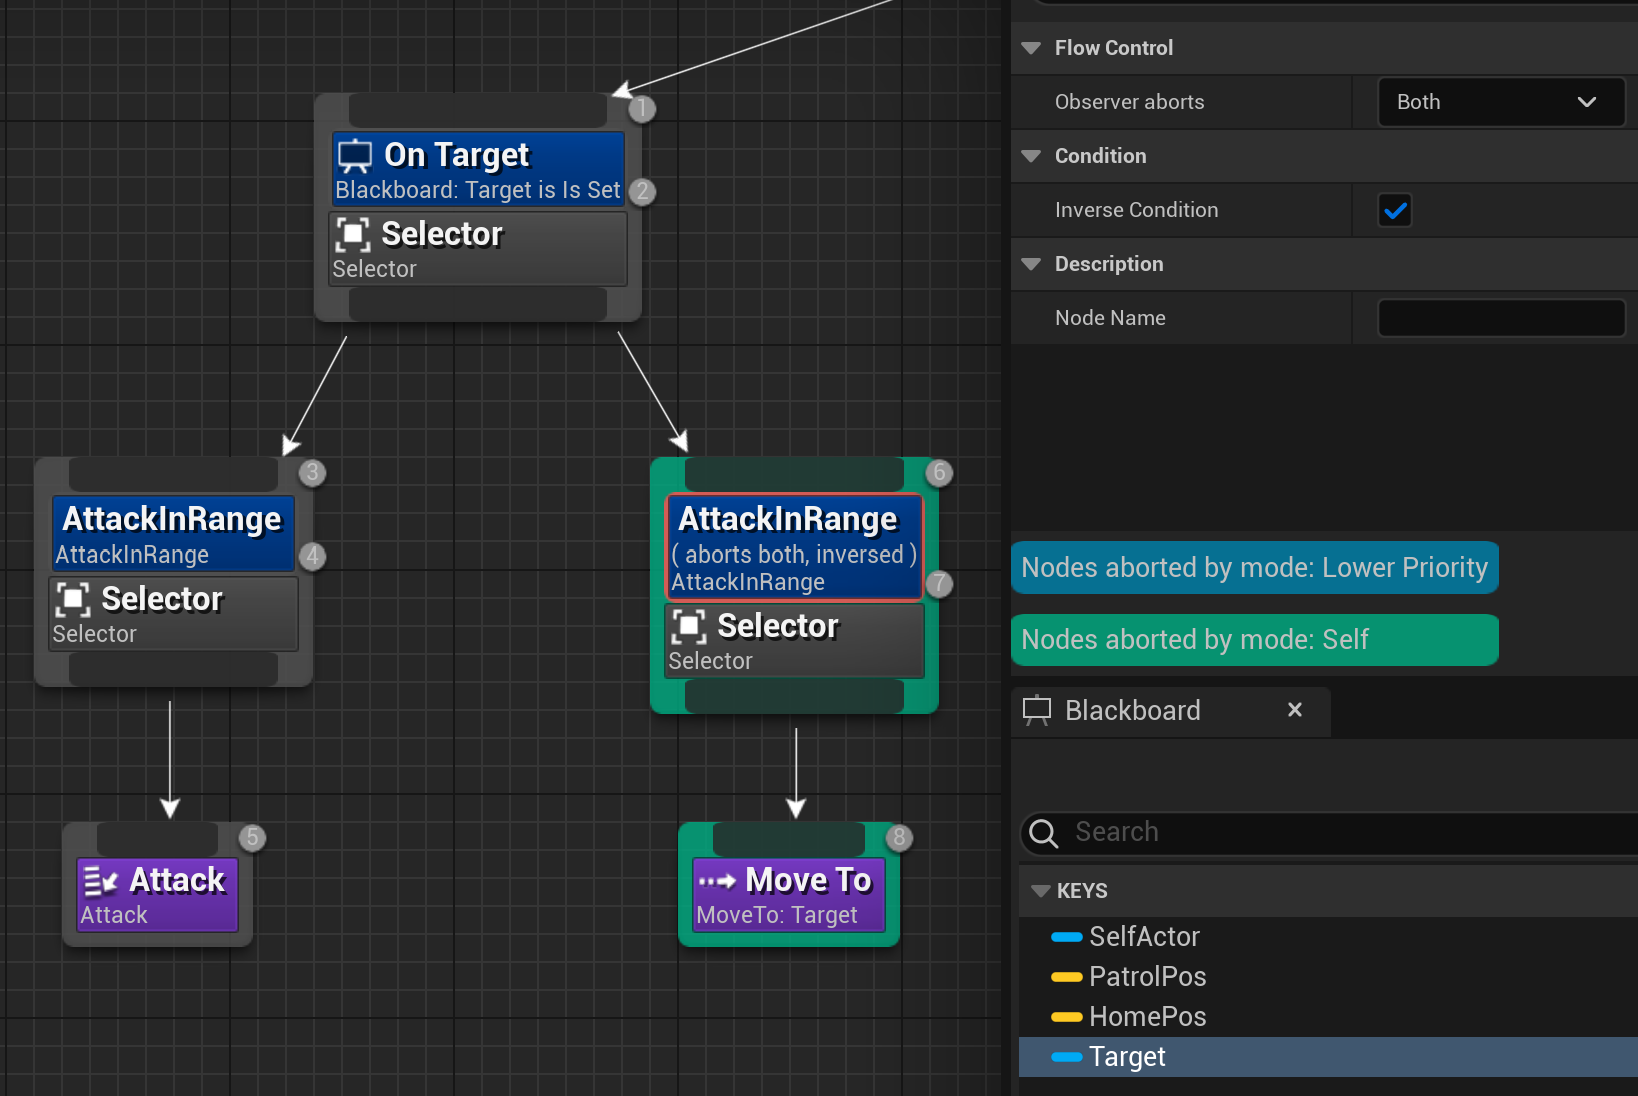 1
On Target
Blackboard: Target is Is Set
2
Selector
Selector
3
AttackInRange
AttackInRange
4
Selector
Selector
6
AttackInRange
( aborts both, inversed )
AttackInRange
7
Selector
Selector
5
Attack
Attack
8
Move To
MoveTo: Target
Flow Control
Observer aborts
Both
Condition
Inverse Condition
Description
Node Name
Nodes aborted by mode: Lower Priority
Nodes aborted by mode: Self
Blackboard
Search
KEYS
SelfActor
PatrolPos
HomePos
Target